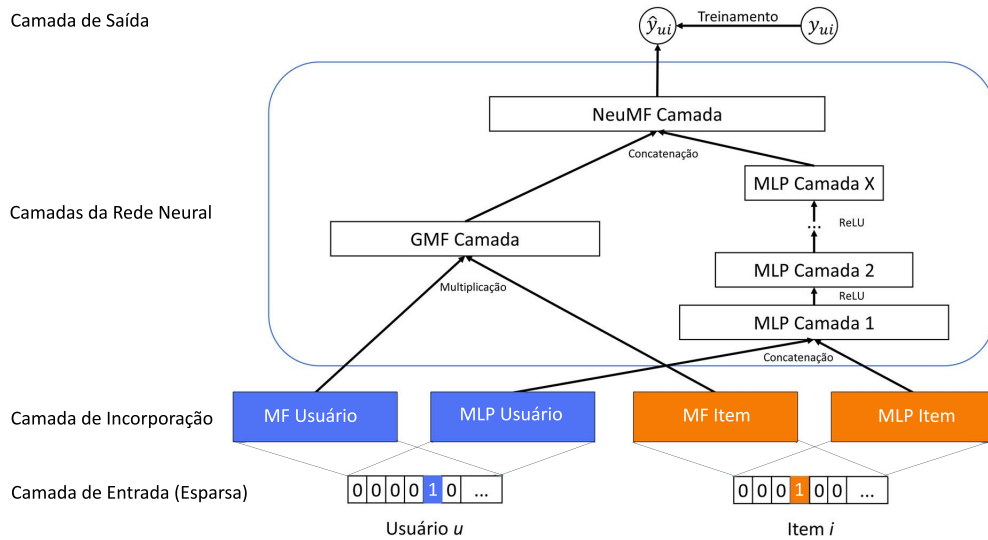 Camada de Saída
ŷui
Treinamento
yui
NeuMF Camada
Concatenação
MLP Camada X
Camadas da Rede Neural
...
ReLU
GMF Camada
MLP Camada 2
Multiplicação
ReLU
MLP Camada 1
Concatenação
Camada de Incorporação
MF Usuário
MLP Usuário
MF Item
MLP Item
Camada de Entrada (Esparsa)
0 0 0 0 1 0 ...
0 0 0 1 0 0 ...
Usuário u
Item i